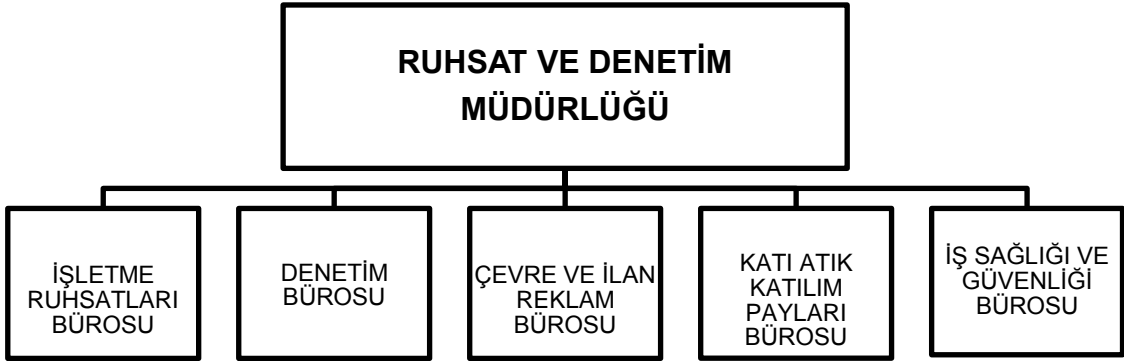 RUHSAT VE DENETİM
MÜDÜRLÜĞÜ
İŞLETME
RUHSATLARI
BÜROSU
DENETİM
BÜROSU
ÇEVRE VE İLAN
REKLAM
BÜROSU
KATI ATIK
KATILIM
PAYLARI
BÜROSU
İŞ SAĞLIĞI VE
GÜVENLİĞİ
BÜROSU